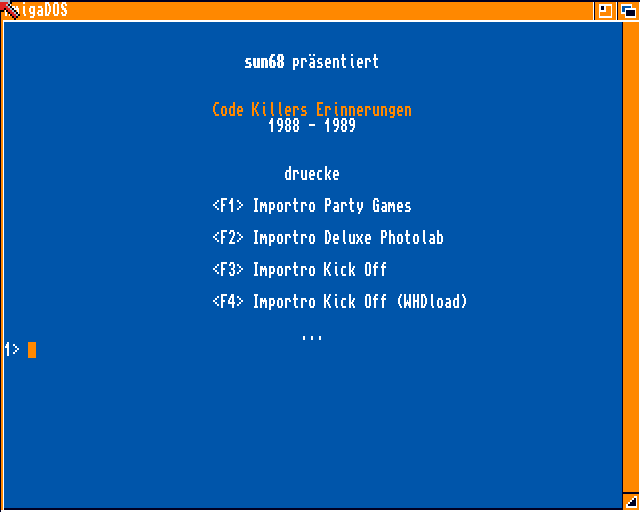 AmigaDOS
sun68 präsentiert
Code Killers Erinnerungen
1988 - 1989
druecke
<F1> Importro Party Games
<F2> Importro Deluxe Photolab
<F3> Importro Kick Off
<F4> Importro Kick Off (WHDload)
...
1>